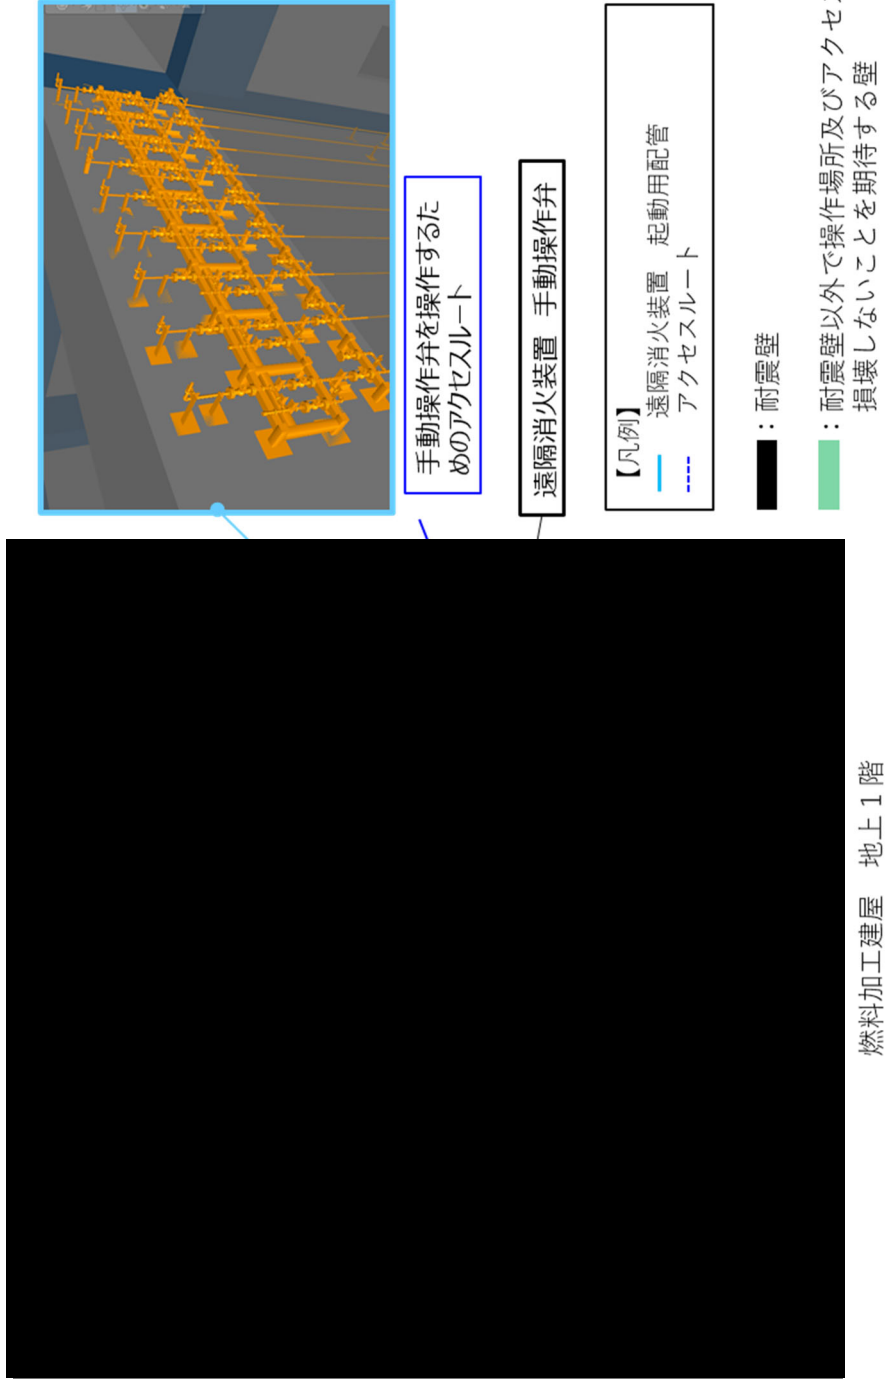 手動操作弁を操作するた
めのアクセスルート
遠隔消火装置　手動操作弁
【凡例】
遠隔消火装置　起動用配管
アクセスルート
：耐震壁
：耐震壁以外で操作場所及びアクセス
損壊しないことを期待する壁
燃料加工建屋　地上１階